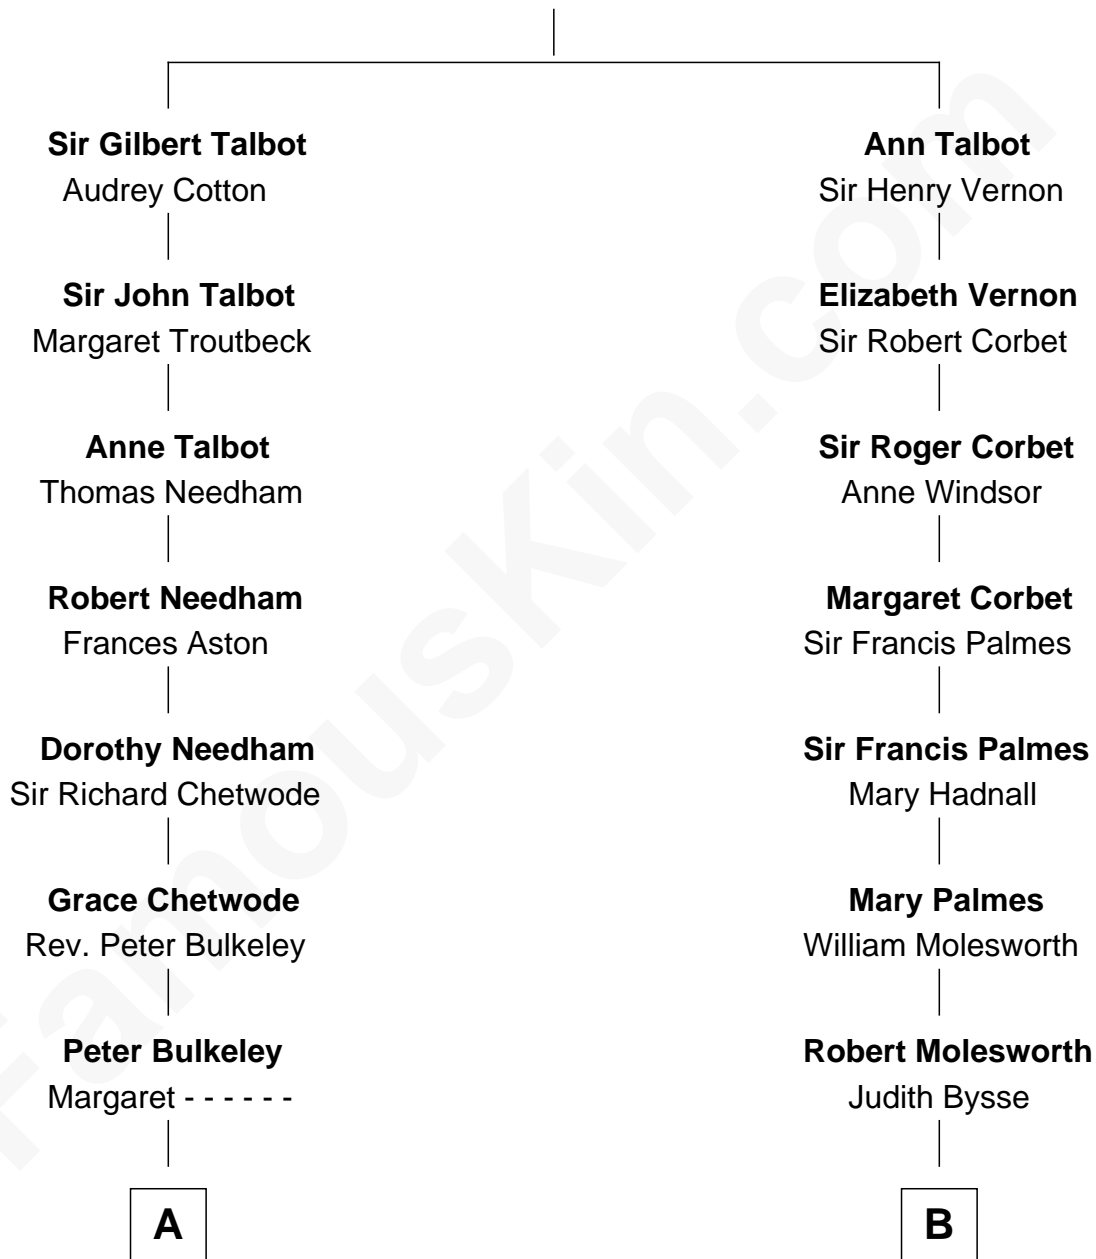 Sir Gilbert Talbot
Audrey Cotton
Sir John Talbot
Margaret Troutbeck
Anne Talbot
Thomas Needham
Robert Needham
Frances Aston
Dorothy Needham
Sir Richard Chetwode
Grace Chetwode
Rev. Peter Bulkeley
Peter Bulkeley
Margaret - - - - - -
A
Ann Talbot
Sir Henry Vernon
Elizabeth Vernon
Sir Robert Corbet
Sir Roger Corbet
Anne Windsor
Margaret Corbet
Sir Francis Palmes
Sir Francis Palmes
Mary Hadnall
Mary Palmes
William Molesworth
Robert Molesworth
Judith Bysse
B
FamousKin.com